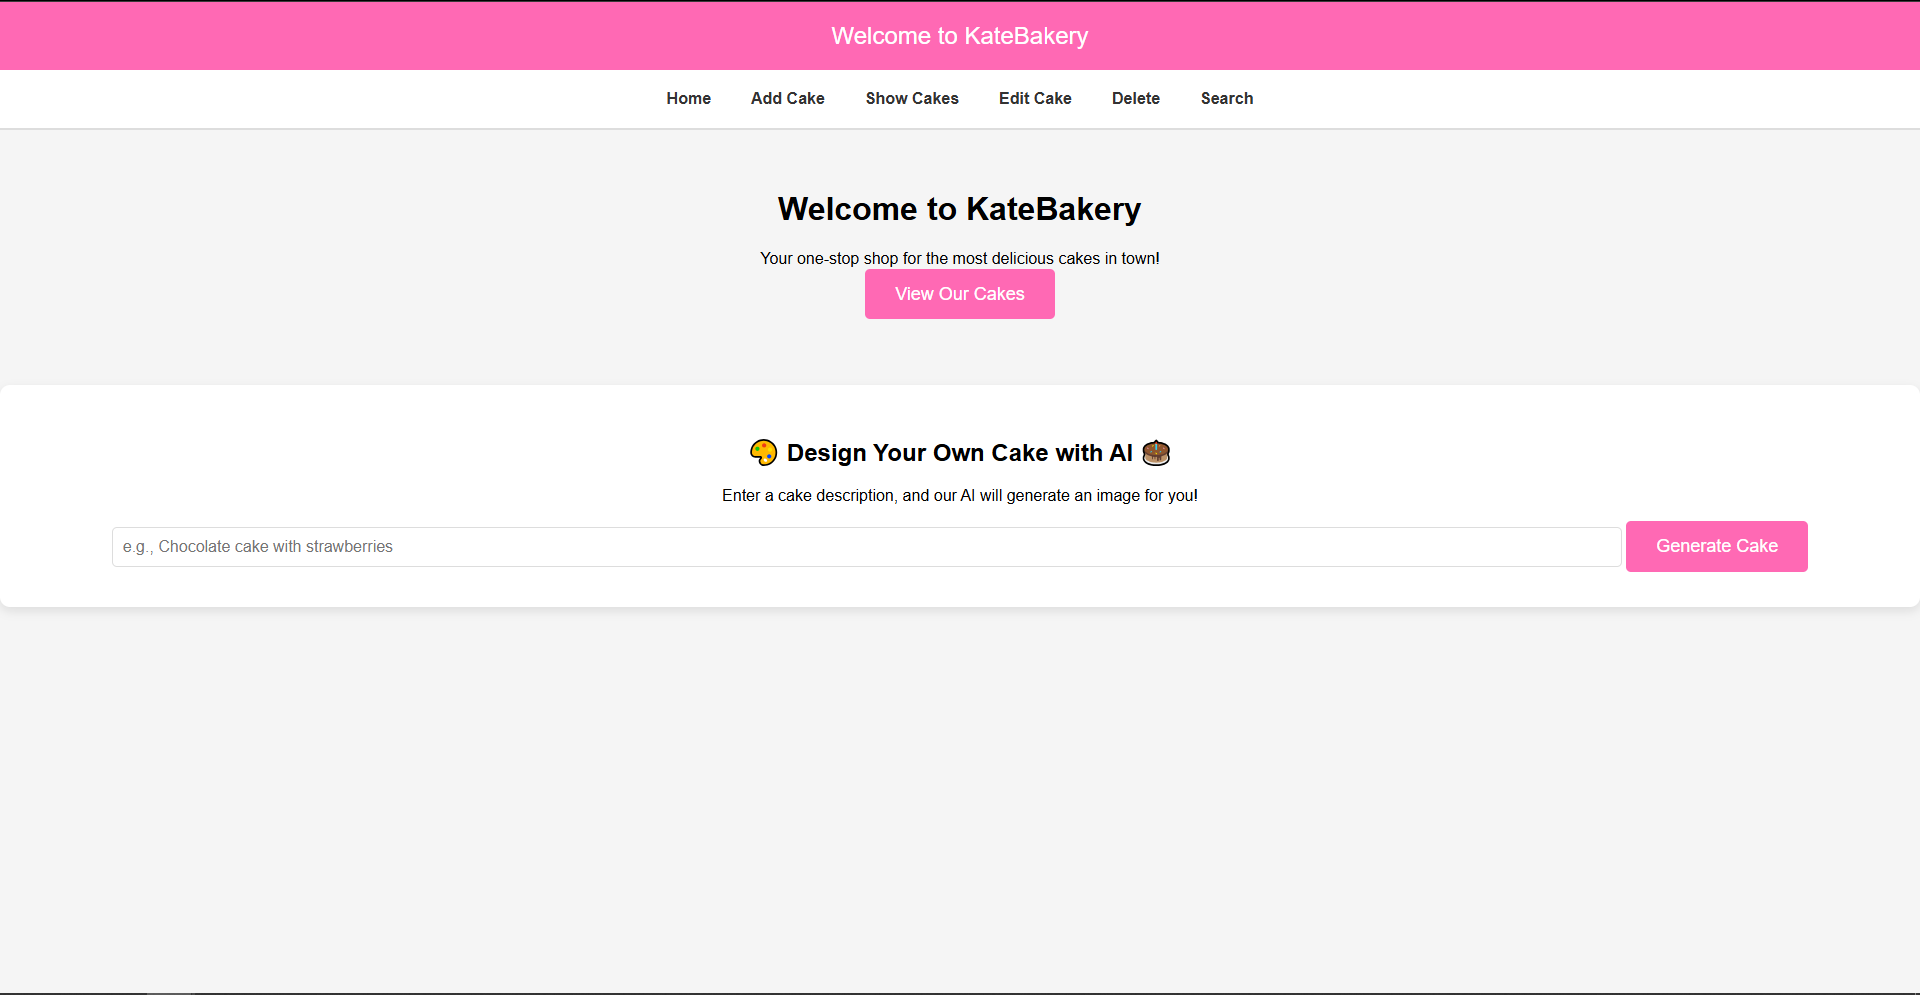 Welcome to KateBakery
Home Add Cake Show Cakes Edit Cake Delete Search
Welcome to KateBakery
Your one-stop shop for the most delicious cakes in town!
View Our Cakes
🎨 Design Your Own Cake with AI 🎂
Enter a cake description, and our AI will generate an image for you!
e.g., Chocolate cake with strawberries Generate Cake